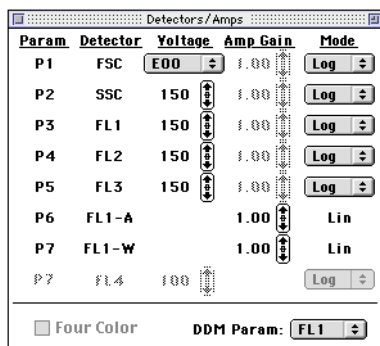 Detectors/Amps
Param Detector Voltage Amp Gain Mode
P1 FSC E00 1.00 Log
P2 SSC 150 1.00 Log
P3 FL1 150 1.00 Log
P4 FL2 150 1.00 Log
P5 FL3 150 1.00 Log
P6 FL1-A 1.00 Lin
P7 FL1-W 1.00 Lin
P7 FL4 100 Log
Four Color DDM Param: FL1